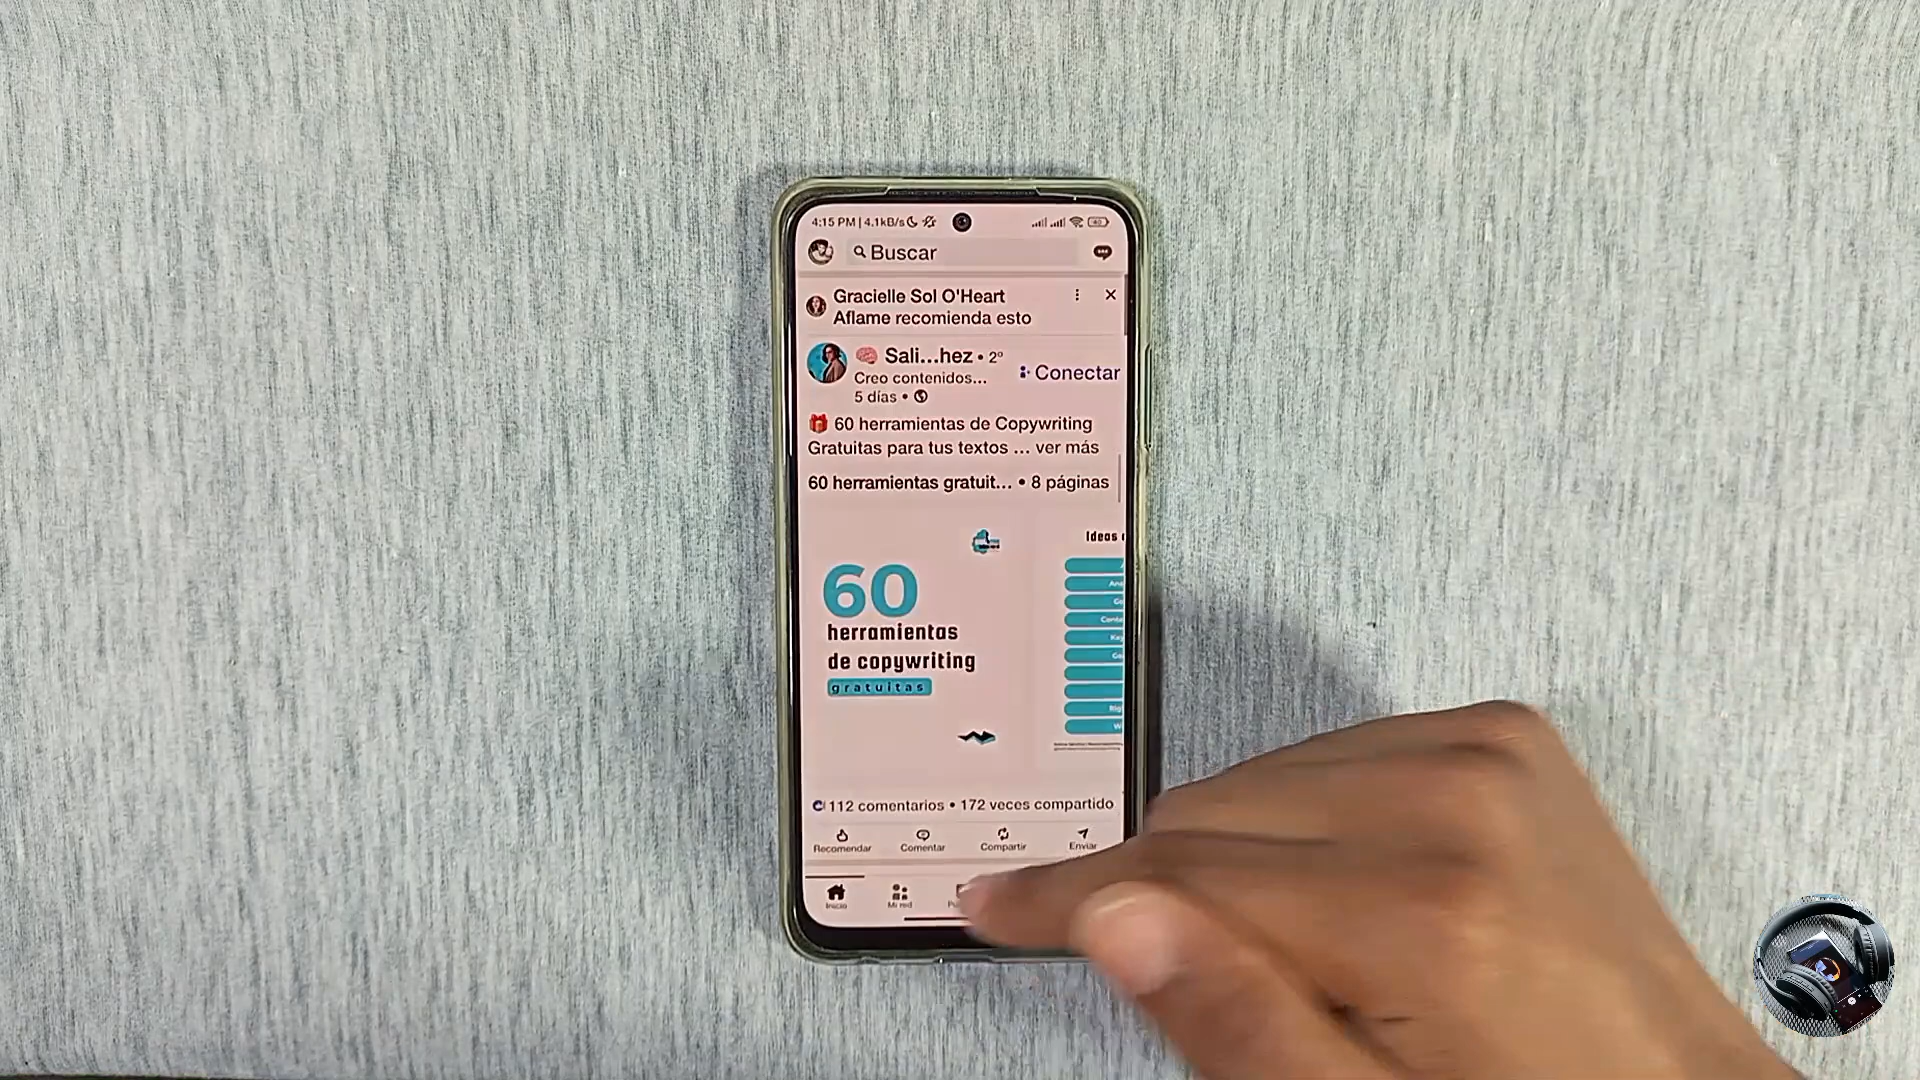 4:15 PM | 4.1kB/s
Buscar
Gracielle Sol O'Heart
Aflame recomienda esto
🧠 Sali...hez • 2º
Conectar
Creo contenidos...
5 días •
🎁 60 herramientas de Copywriting
Gratuitas para tus textos ... ver más
60 herramientas gratuit... • 8 páginas
Ideas
60
herramientas
de copywriting
gratuitas
112 comentarios • 172 veces compartido
Recomendar
Comentar
Compartir
Enviar
Inicio
Mi red